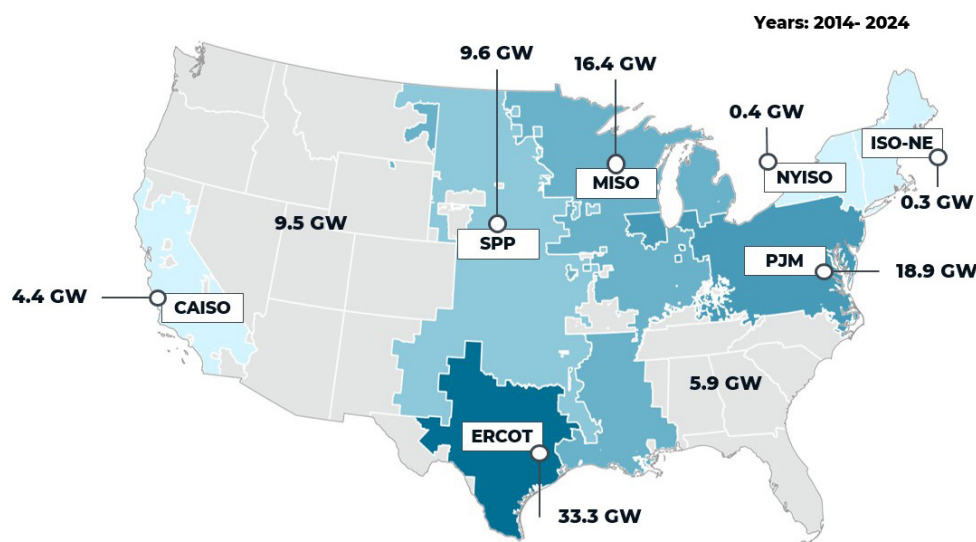 Years: 2014- 2024
9.6 GW
16.4 GW
0.4 GW
ISO-NE
MISO
NYISO
0.3 GW
9.5 GW
SPP
PJM
18.9 GW
4.4 GW
CAISO
5.9 GW
ERCOT
33.3 GW